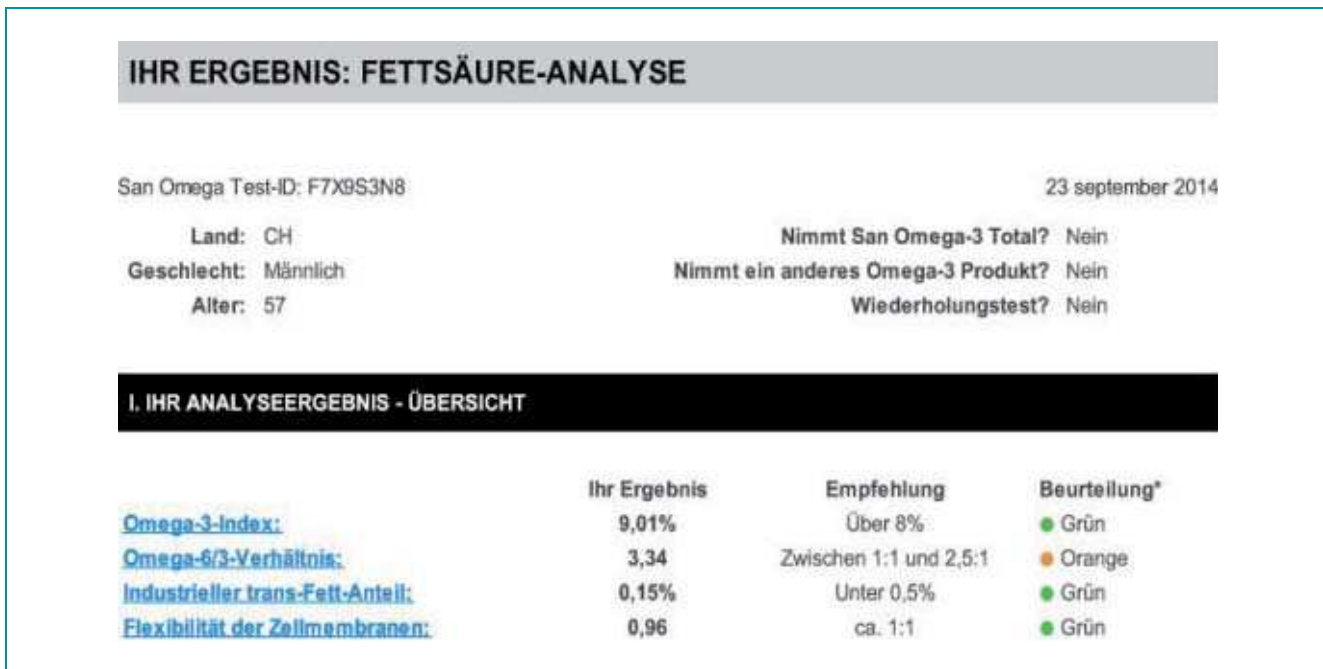 IHR ERGEBNIS: FETTSÄURE-ANALYSE
San Omega Test-ID: F7X9S3N8 23 september 2014
Land: CH Nimmt San Omega-3 Total? Nein
Geschlecht: Männlich Nimmt ein anderes Omega-3 Produkt? Nein
Alter: 57 Wiederholungstest? Nein
I. IHR ANALYSEERGEBNIS - ÜBERSICHT
Ihr Ergebnis Empfehlung Beurteilung*
Omega-3-Index: 9,01% Über 8% Grün
Omega-6/3-Verhältnis: 3,34 Zwischen 1:1 und 2,5:1 Orange
Industrieller trans-Fett-Anteil: 0,15% Unter 0,5% Grün
Flexibilität der Zellmembranen: 0,96 ca. 1:1 Grün